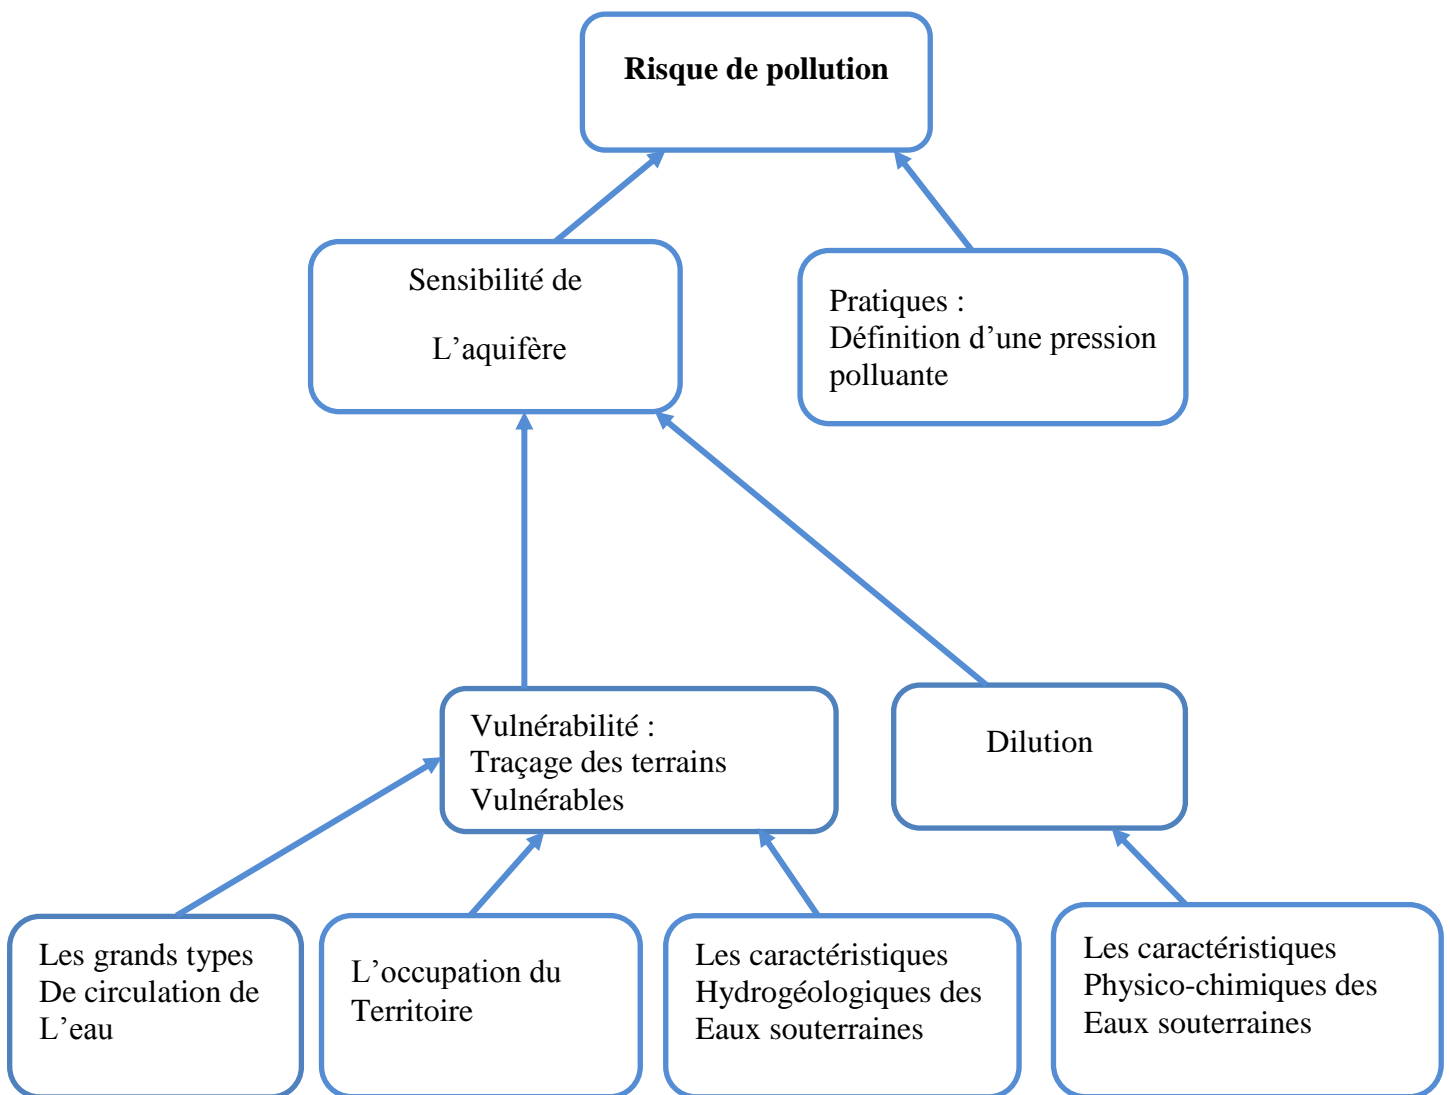 Risque de pollution
Sensibilité de
L’aquifère
Pratiques :
Définition d’une pression
polluante
Vulnérabilité :
Traçage des terrains
Vulnérables
Dilution
Les grands types
De circulation de
L’eau
L’occupation du
Territoire
Les caractéristiques
Hydrogéologiques des
Eaux souterraines
Les caractéristiques
Physico-chimiques des
Eaux souterraines